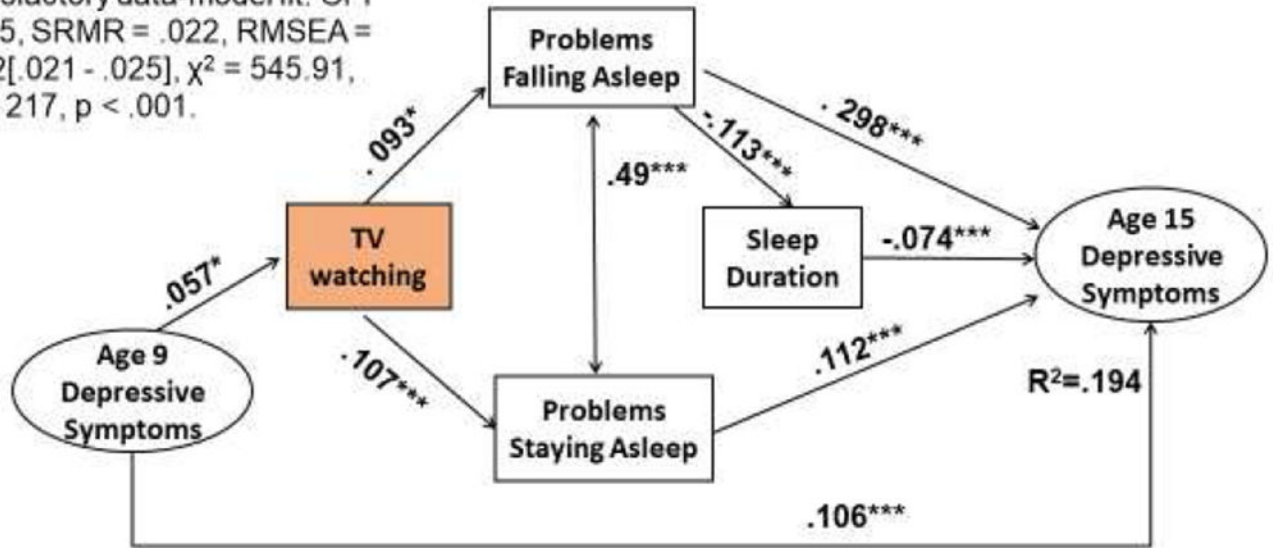 5, SRMR = .022, RMSEA =
[.021 - .025], χ² = 545.91,
217, p < .001.
Problems
Falling Asleep
.093*
-.113***
. 298***
.49***
TV
watching
Sleep
Duration
-.074***
Age 15
Depressive
Symptoms
.057*
Age 9
Depressive
Symptoms
.107***
Problems
Staying Asleep
.112***
R²=.194
.106***